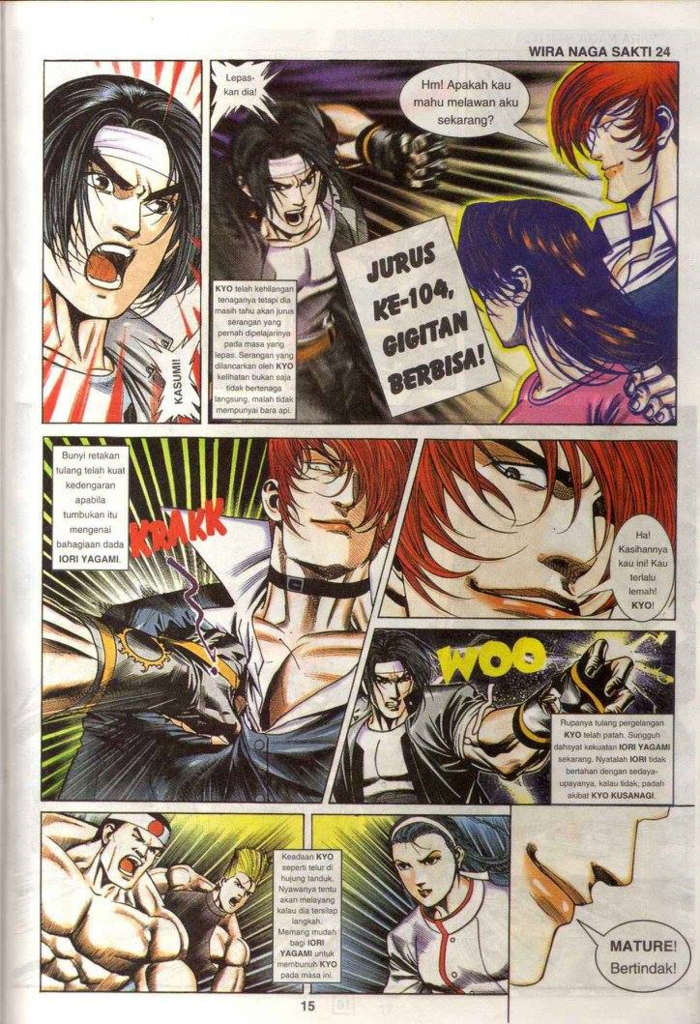 WIRA NAGA SAKTI 24
Lepas-
kan dia!
Hm! Apakah kau
mahu melawan aku
sekarang?
KASUMI!
KYO telah kehilangan
tenaganya tetapi dia
masih tahu akan jurus
serangan yang
pernah dipelajarinya
pada masa yang
lepas. Serangan yang
dilancarkan oleh KYO
kelihatan bukan saja
tidak bertenaga
langsung, malah tidak
mempunyai bara api.
JURUS
KE-104,
GIGITAN
BERBISA!
Bunyi retakan
tulang telah kuat
kedengaran
apabila
tumbukan itu
mengenai
bahagiaan dada
IORI YAGAMI.
KRAKK
Ha!
Kasihannya
kau ini! Kau
terlalu
lemah!
KYO!
WOO
Rupanya tulang pergelangan
KYO telah patah. Sungguh
dahsyat kekuatan IORI YAGAMI
sekarang. Nyatalah IORI tidak
bertahan dengan sedaya-
upayanya, kalau tidak, padah
akibat KYO KUSANAGI.
Keadaan KYO
seperti telur di
hujung tanduk.
Nyawanya tentu
akan melayang
kalau dia tersilap
langkah.
Memang mudah
bagi IORI
YAGAMI untuk
membunuh KYO
pada masa ini.
MATURE!
Bertindak!
15